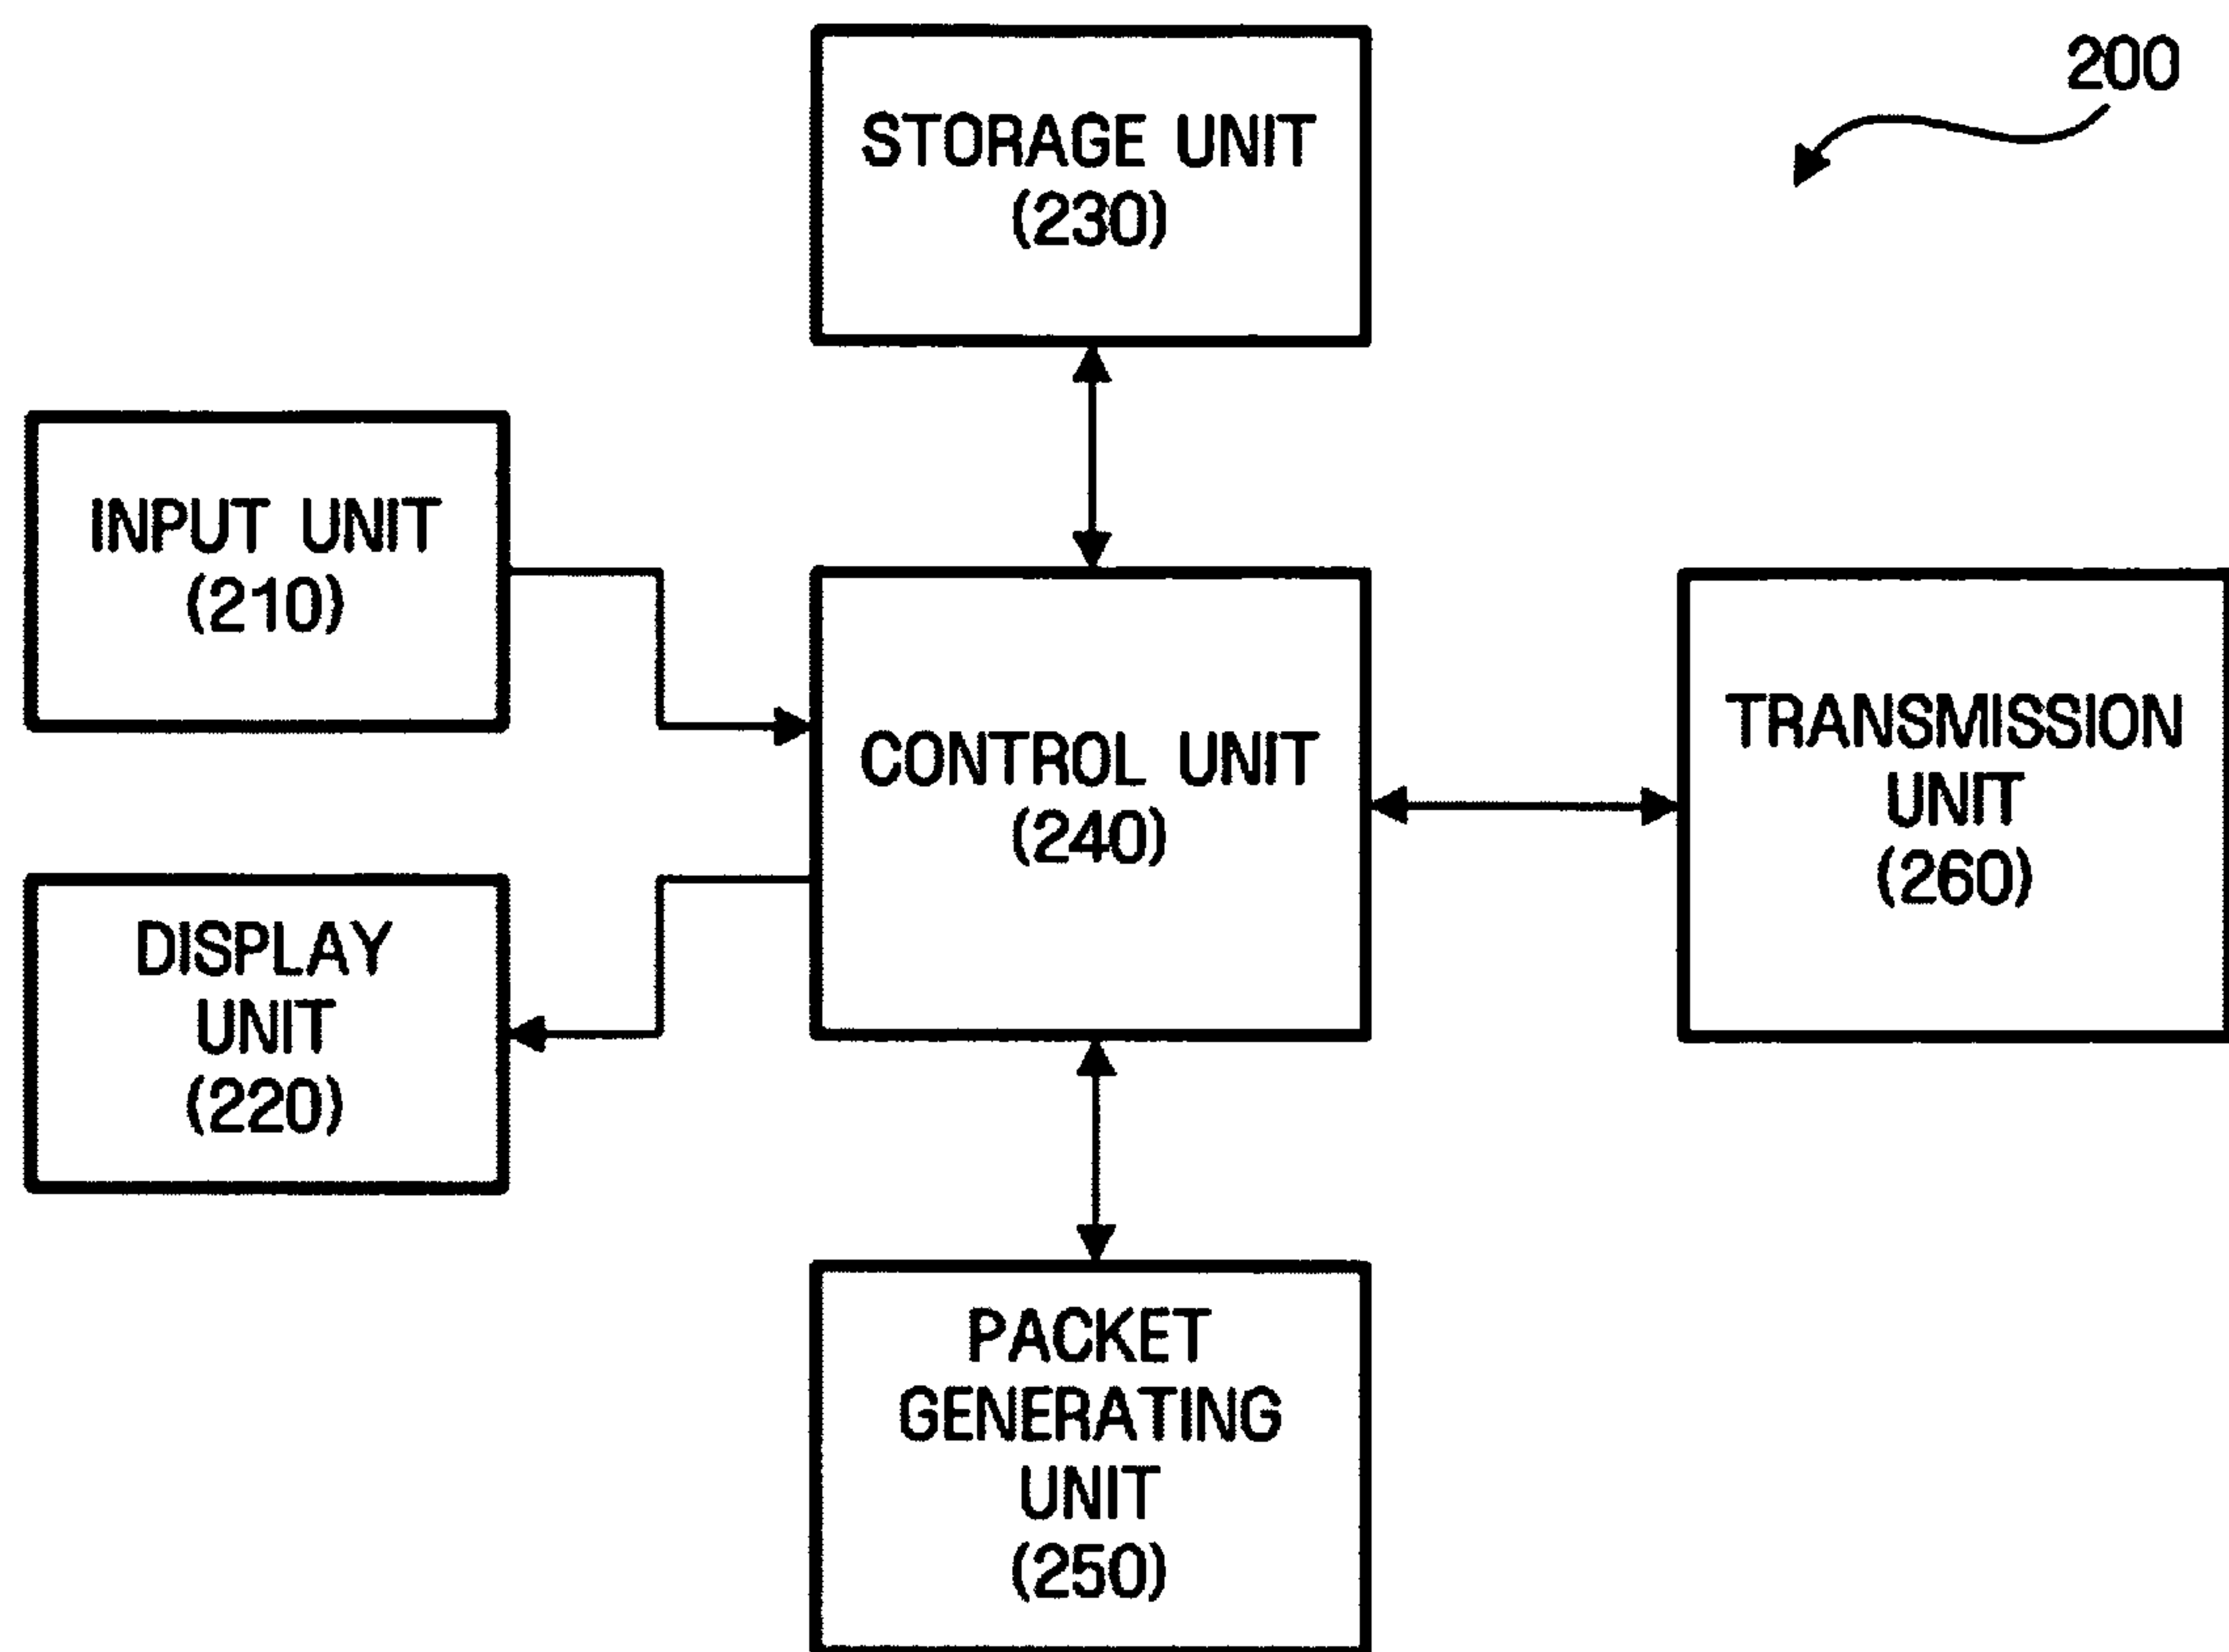 200
STORAGE UNIT
(230)
INPUT UNIT
(210)
CONTROL UNIT
(240)
TRANSMISSION
UNIT
(260)
DISPLAY
UNIT
(220)
PACKET
GENERATING
UNIT
(250)